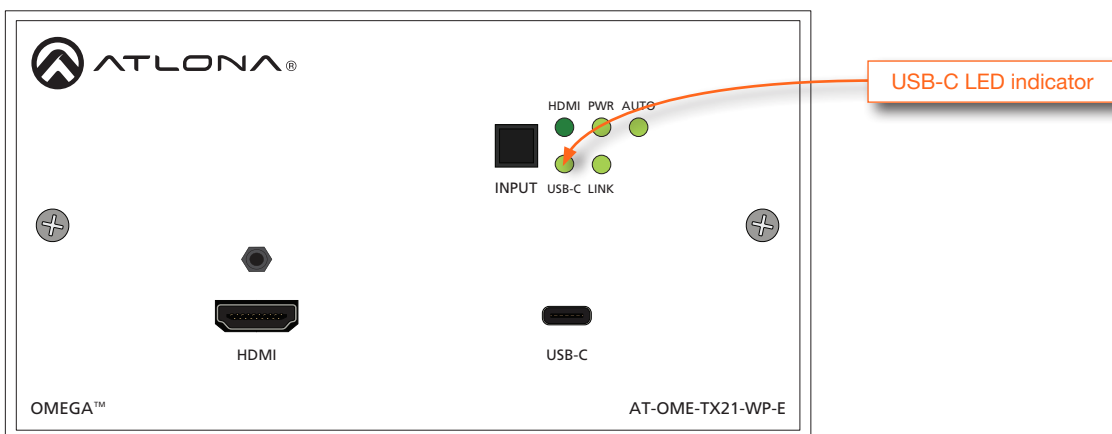 ATLONA®
USB-C LED indicator
HDMI PWR AUTO
INPUT USB-C LINK
HDMI USB-C
OMEGA™ AT-OME-TX21-WP-E